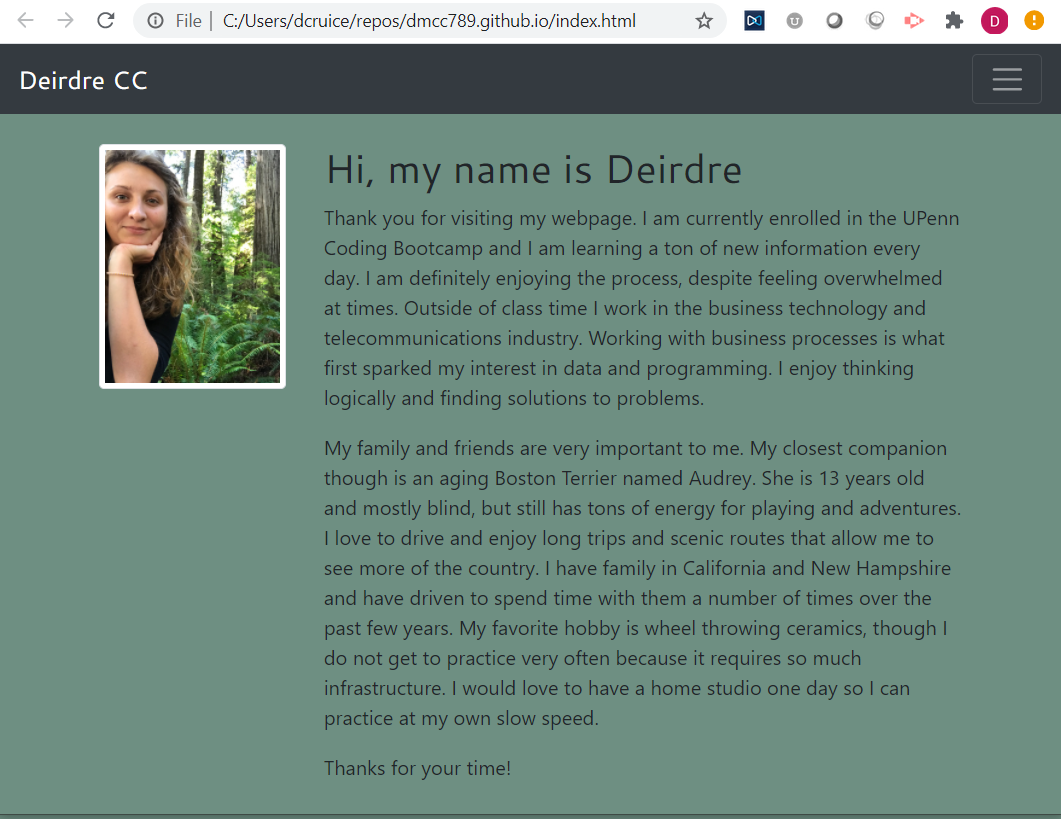 File | C:/Users/dcruice/repos/dmcc789.github.io/index.html
D
Deirdre CC
Hi, my name is Deirdre
Thank you for visiting my webpage. I am currently enrolled in the UPenn
Coding Bootcamp and I am learning a ton of new information every
day. I am definitely enjoying the process, despite feeling overwhelmed
at times. Outside of class time I work in the business technology and
telecommunications industry. Working with business processes is what
first sparked my interest in data and programming. I enjoy thinking
logically and finding solutions to problems.
My family and friends are very important to me. My closest companion
though is an aging Boston Terrier named Audrey. She is 13 years old
and mostly blind, but still has tons of energy for playing and adventures.
I love to drive and enjoy long trips and scenic routes that allow me to
see more of the country. I have family in California and New Hampshire
and have driven to spend time with them a number of times over the
past few years. My favorite hobby is wheel throwing ceramics, though I
do not get to practice very often because it requires so much
infrastructure. I would love to have a home studio one day so I can
practice at my own slow speed.
Thanks for your time!